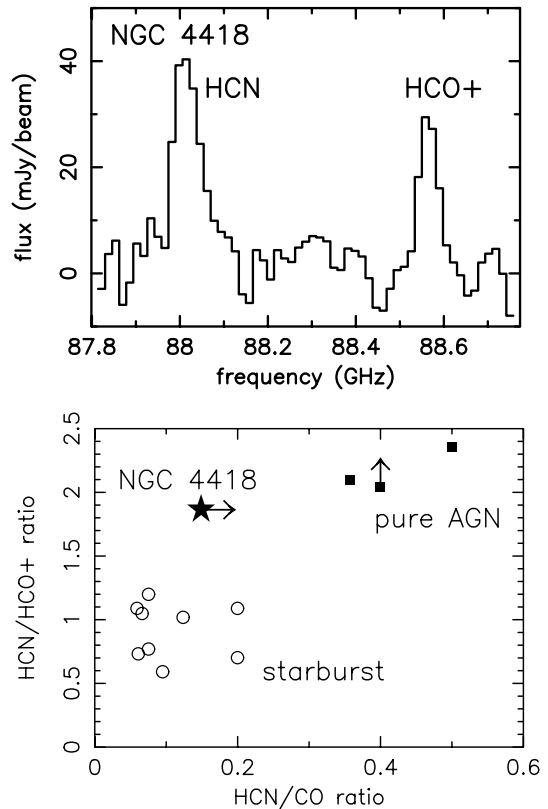 NGC 4418
HCN
HCO+
40
20
0
flux (mJy/beam)
87.8 88 88.2 88.4 88.6
frequency (GHz)
2.5
2
1.5
1
0.5
0
HCN/HCO+ ratio
NGC 4418
pure AGN
starburst
0 0.2 0.4 0.6
HCN/CO ratio